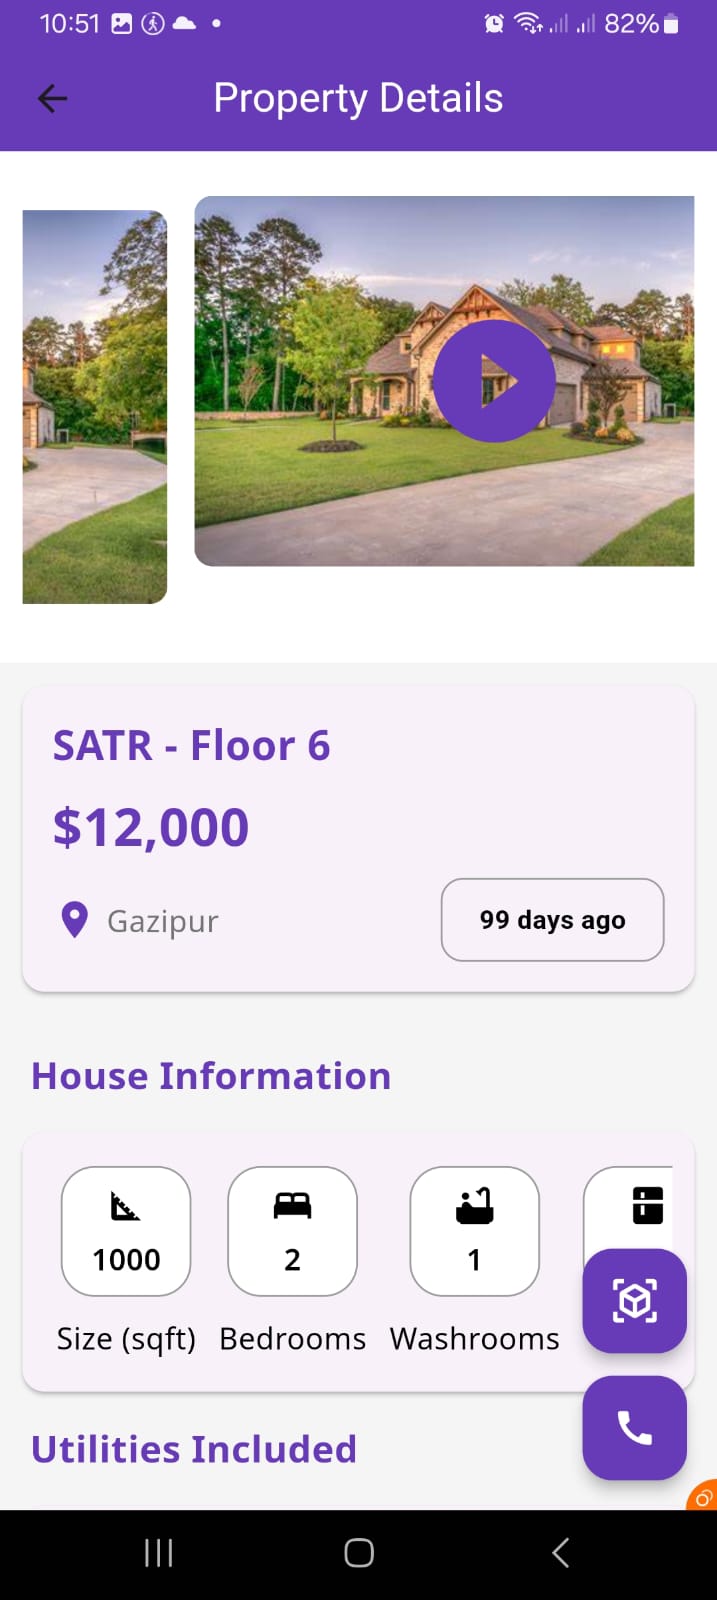 10:51
82%
Property Details
SATR - Floor 6
$12,000
Gazipur
99 days ago
House Information
1000
2
1
Size (sqft)
Bedrooms
Washrooms
Utilities Included